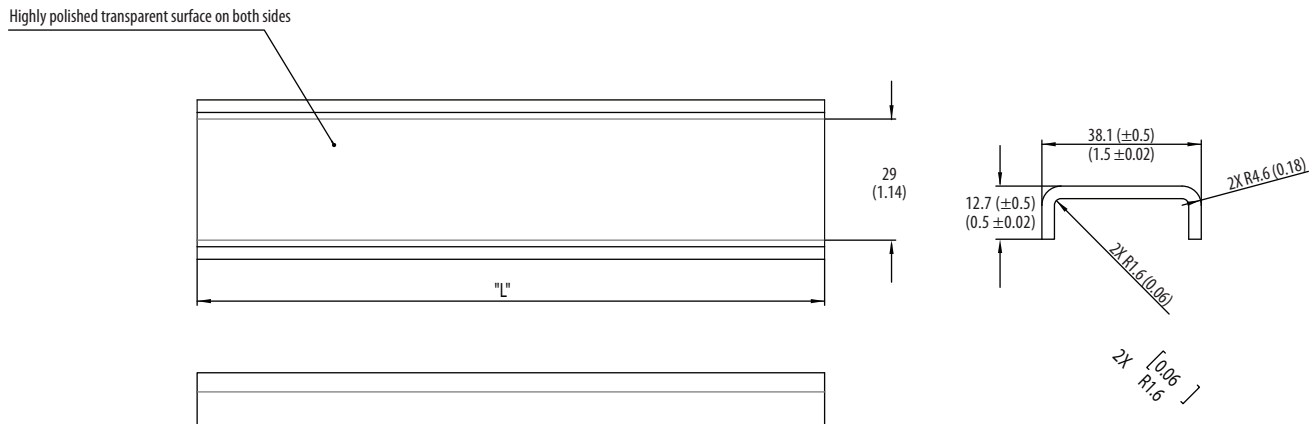 Highly polished transparent surface on both sides
38.1 (±0.5)
(1.5 ±0.02)
29
(1.14)
12.7 (±0.5)
(0.5 ±0.02)
2X R4.6 (0.18)
2X R1.6 (0.06)
"L"
2X [0.06]
R1.6